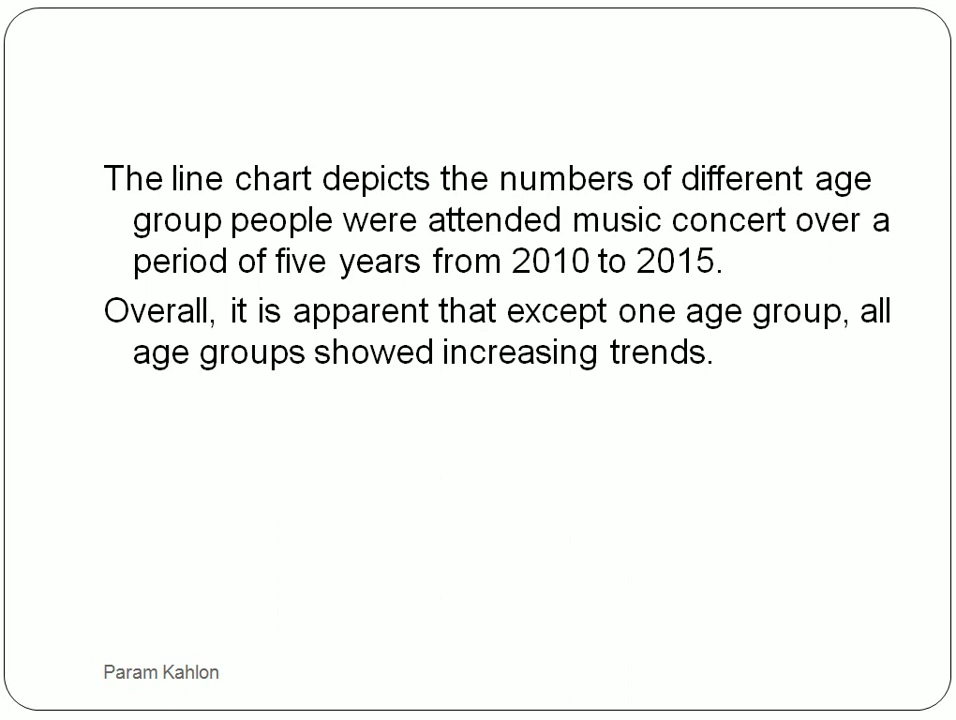 The line chart depicts the numbers of different age
group people were attended music concert over a
period of five years from 2010 to 2015.
Overall, it is apparent that except one age group, all
age groups showed increasing trends.
Param Kahlon